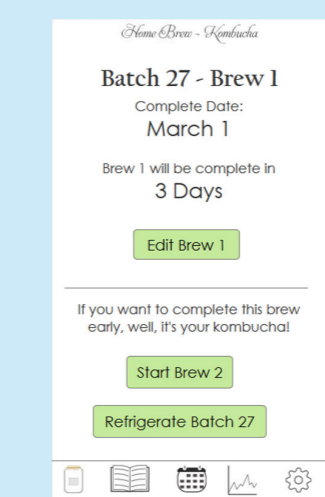 Home Brew ~ Kombucha
Batch 27 - Brew 1
Complete Date:
March 1
Brew 1 will be complete in
3 Days
Edit Brew 1
If you want to complete this brew
early, well, it's your kombucha!
Start Brew 2
Refrigerate Batch 27